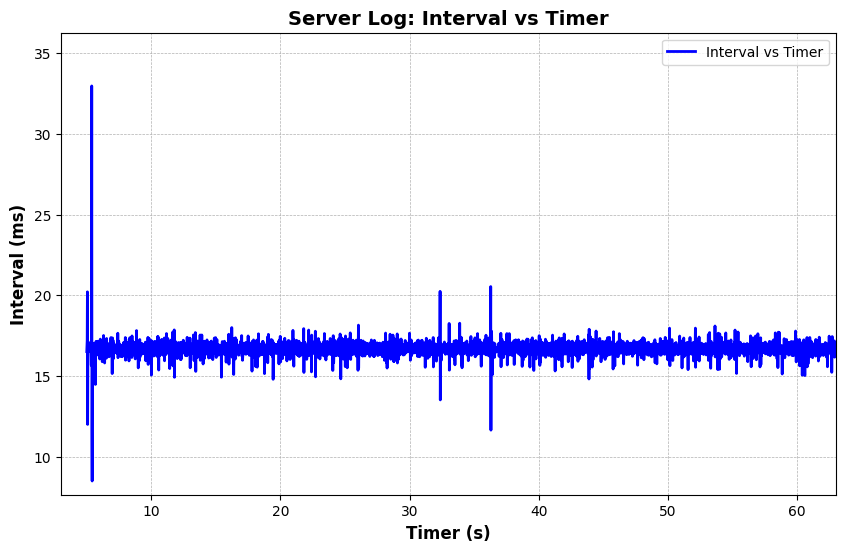 Server Log: Interval vs Timer
Interval vs Timer
35
30
25
20
15
10
Interval (ms)
10 20 30 40 50 60
Timer (s)